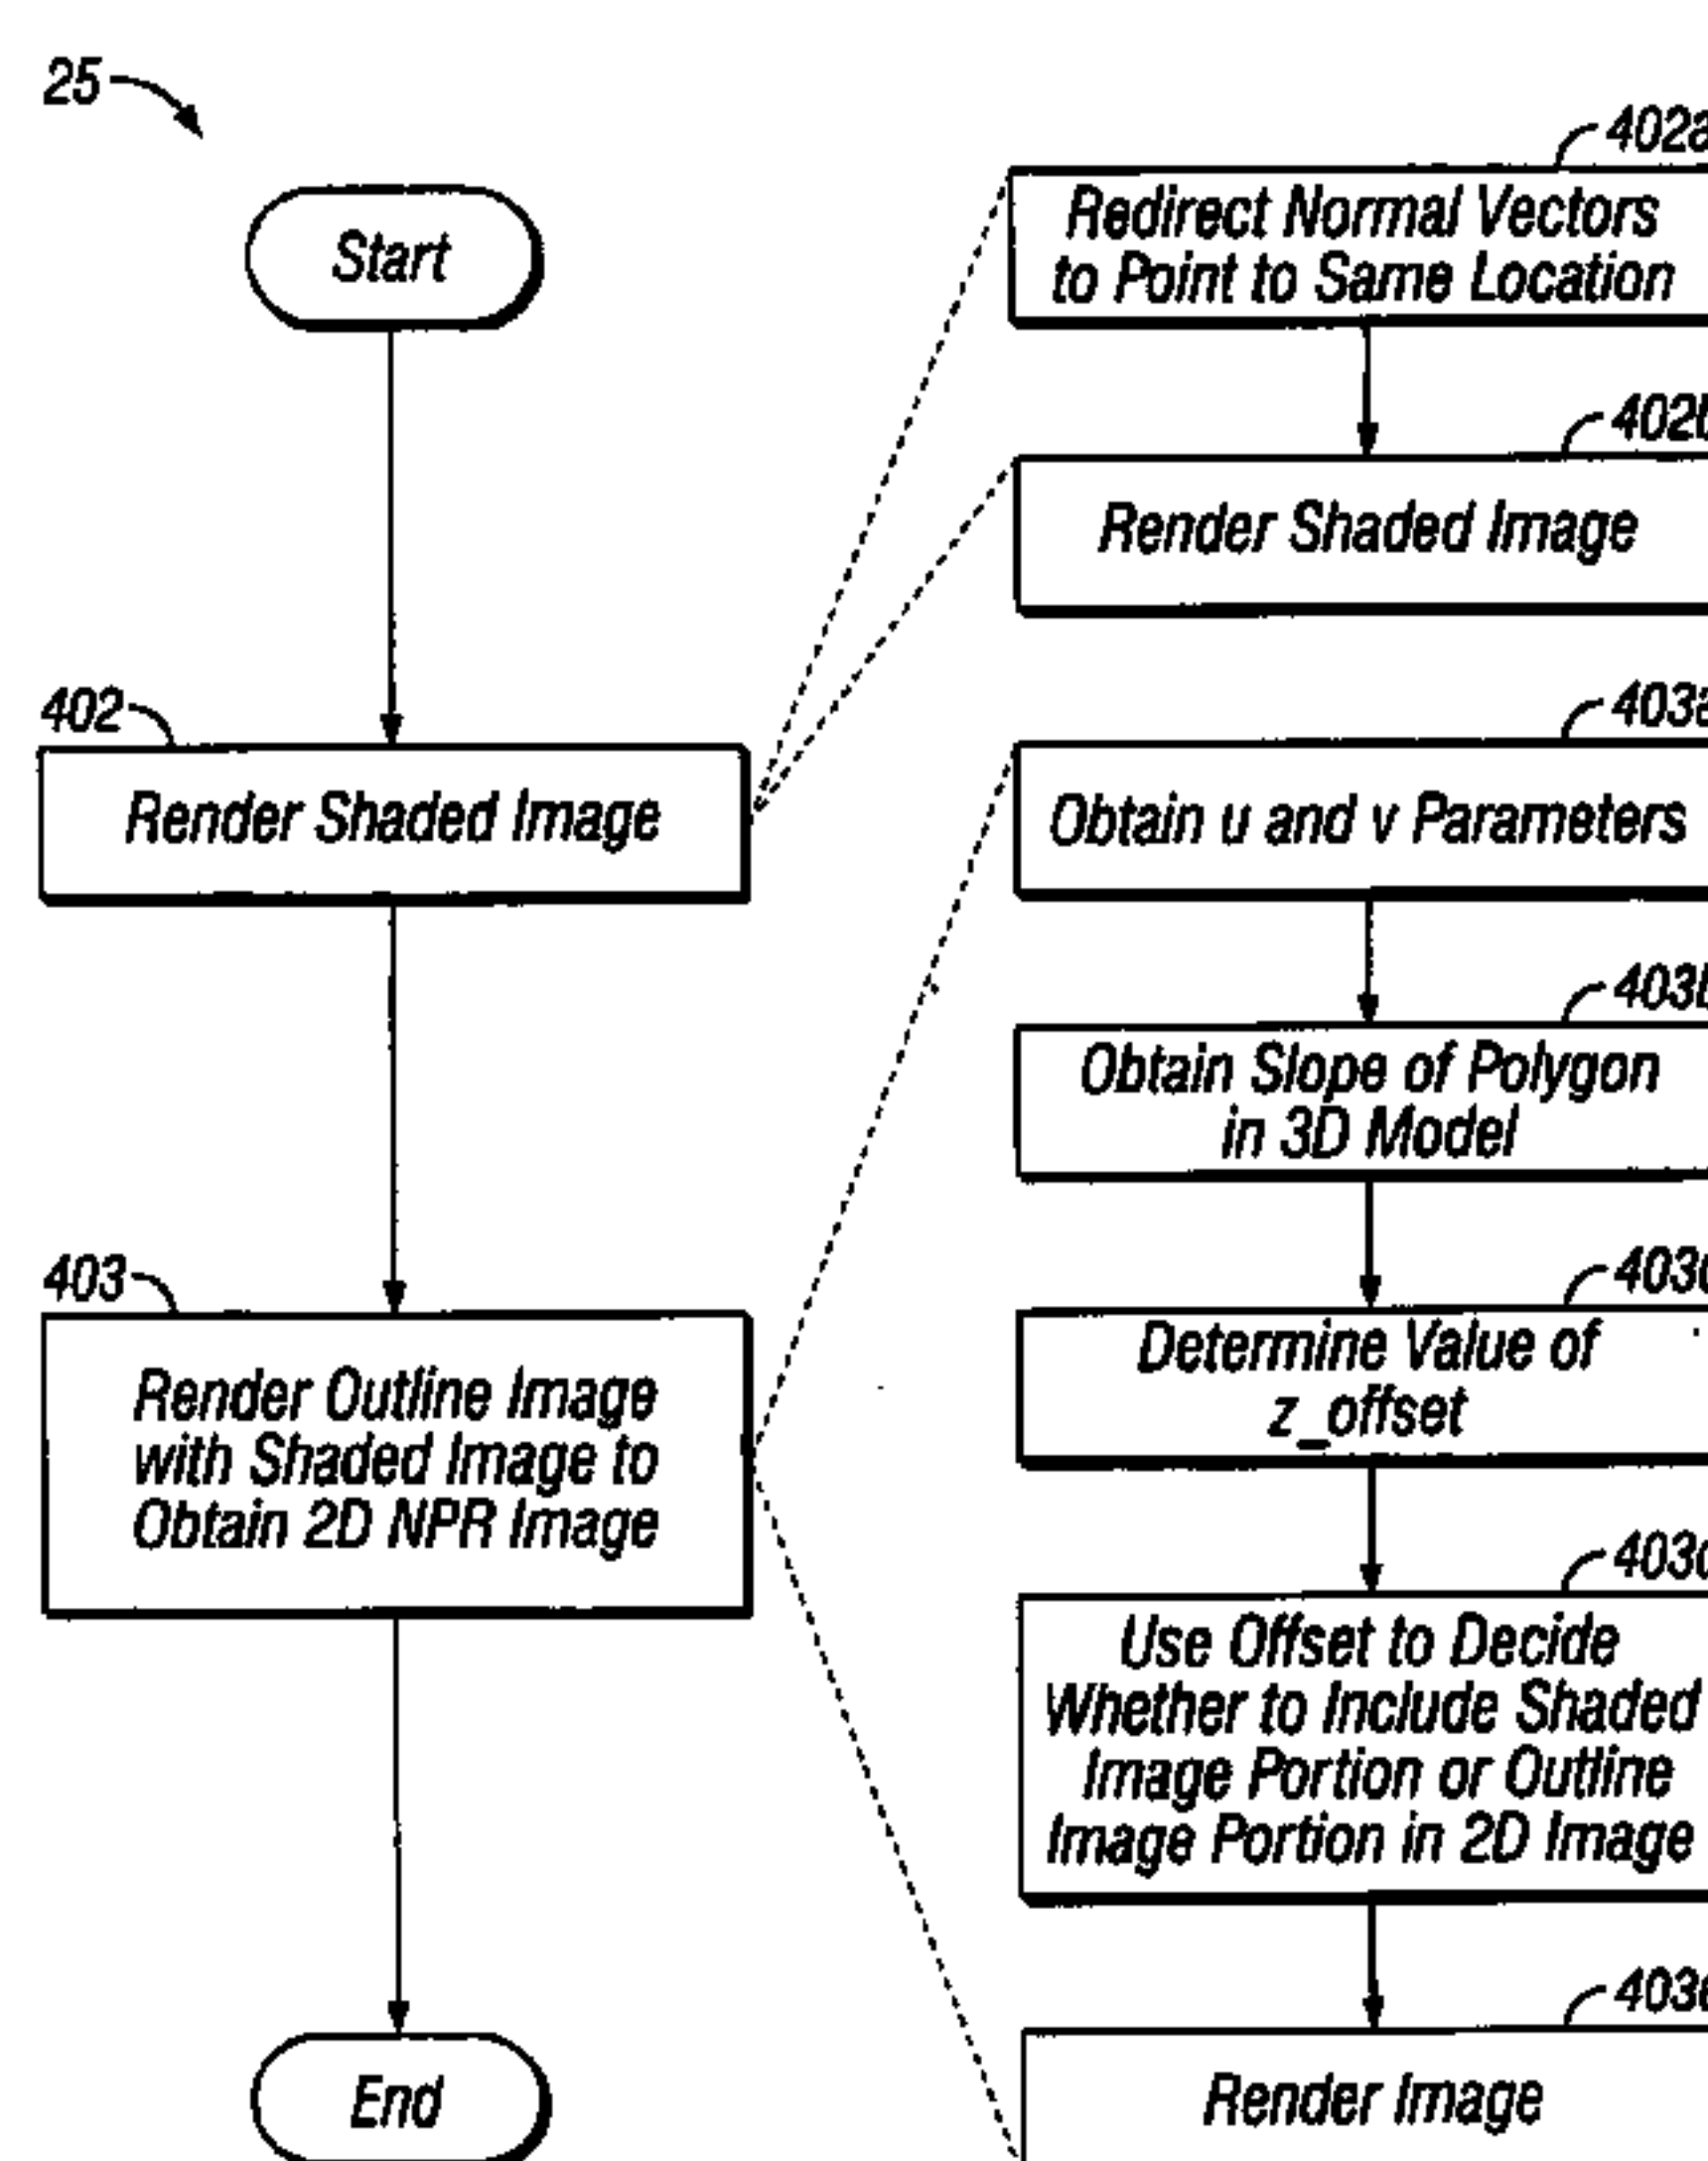 25
Start
402
Render Shaded Image
403
Render Outline Image
with Shaded Image to
Obtain 2D NPR Image
End
402a
Redirect Normal Vectors
to Point to Same Location
402b
Render Shaded Image
403a
Obtain u and v Parameters
403b
Obtain Slope of Polygon
in 3D Model
403c
Determine Value of
z_offset
403d
Use Offset to Decide
Whether to Include Shaded
Image Portion or Outline
Image Portion in 2D Image
403e
Render Image